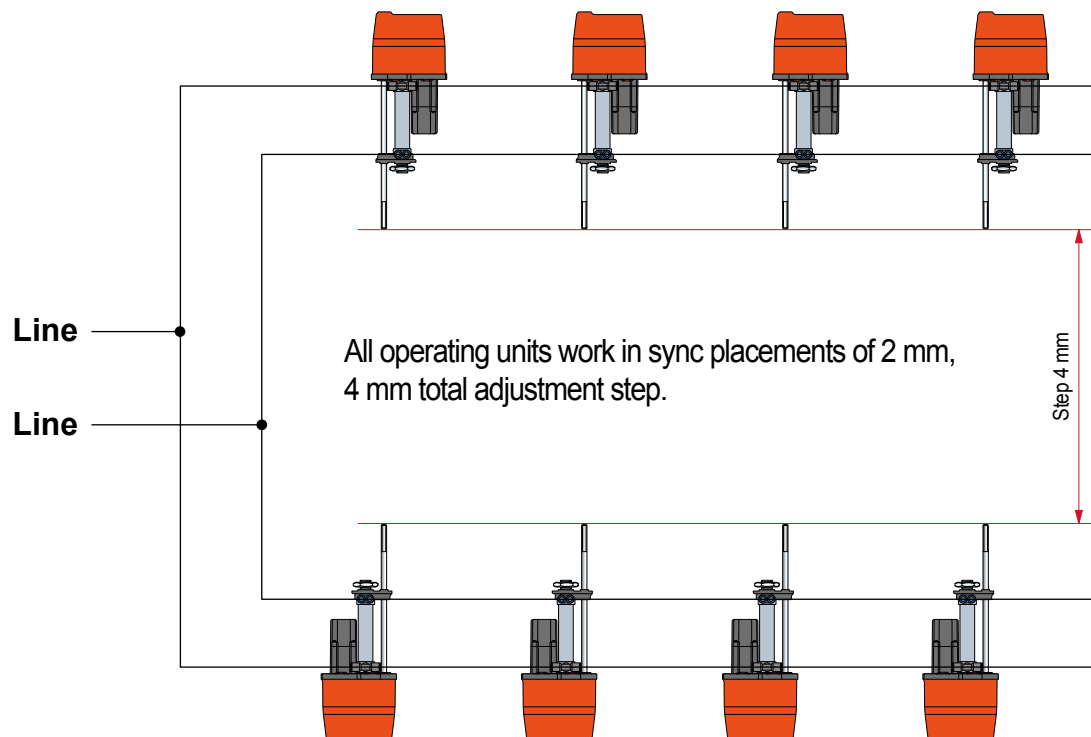 Line
All operating units work in sync placements of 2 mm,
4 mm total adjustment step.
Step 4 mm
Line